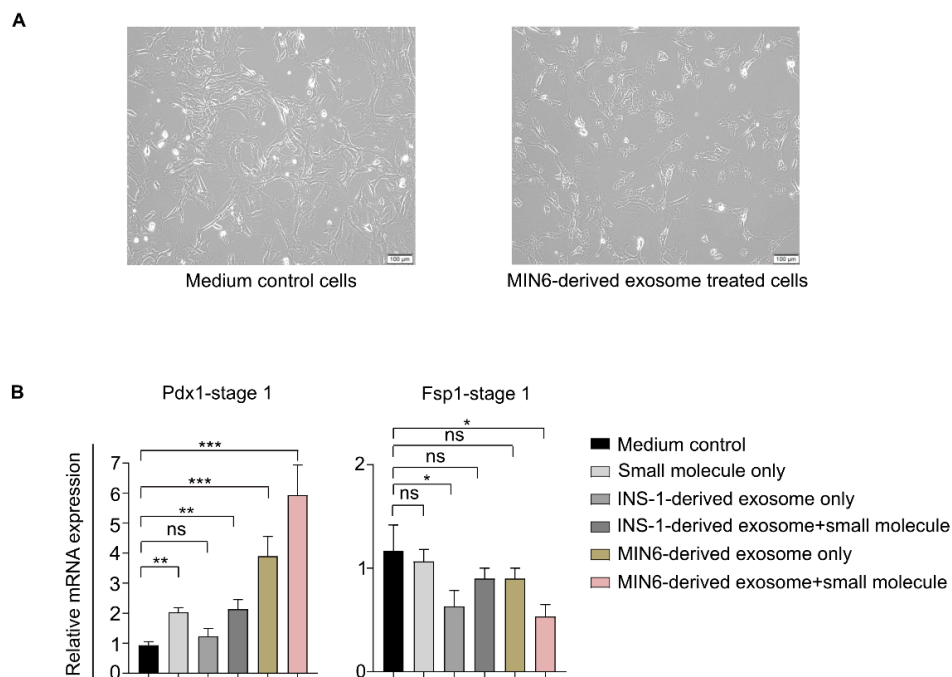 A
100 μm
100 μm
Medium control cells
MIN6-derived exosome treated cells
B
Pdx1-stage 1
Fsp1-stage 1
Relative mRNA expression
7
6
5
4
3
2
1
0
***
***
**
ns
**
2
1
0
*
ns
ns
*
ns
Medium control
Small molecule only
INS-1-derived exosome only
INS-1-derived exosome+small molecule
MIN6-derived exosome only
MIN6-derived exosome+small molecule